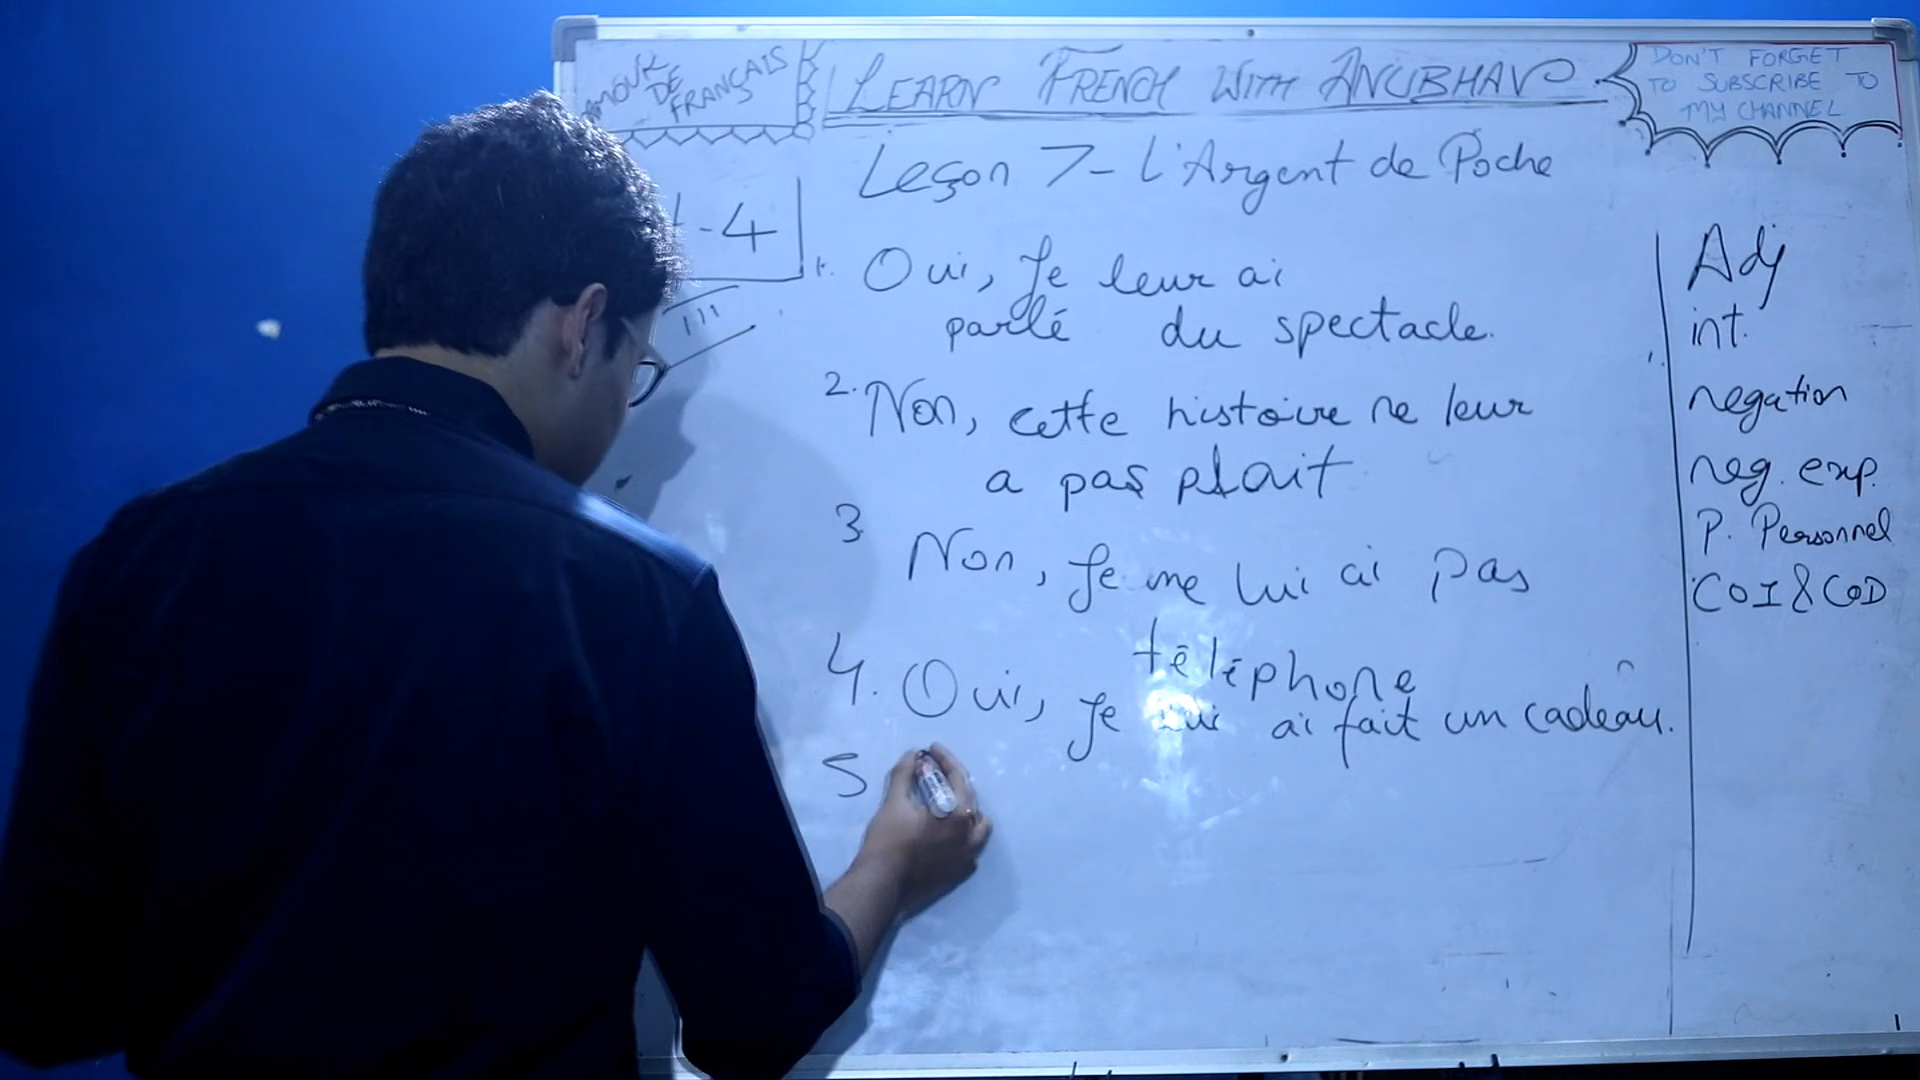 AMOUR
DE
FRANÇAIS
LEARN FRENCH WITH ANUBHAV
DON'T FORGET
TO SUBSCRIBE TO
MY CHANNEL
Leçon 7- L'Argent de Poche
-4
1. Oui, Je leur ai
parlé du spectacle.
2. Non, cette histoire ne leur
a pas plait
3 Non, Je ne lui ai pas
téléphone
4. Oui, Je lui ai fait un cadeau.
5
Adj
int.
negation
neg. exp.
P. Personnel
COI & COD